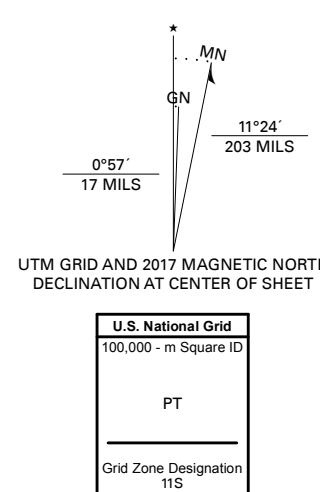 ★
MN
GN
11°24´
203 MILS
0°57´
17 MILS
UTM GRID AND 2017 MAGNETIC NORTH
DECLINATION AT CENTER OF SHEET
U.S. National Grid
100,000 - m Square ID
PT
Grid Zone Designation
11S